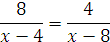 8/(x − 4) = 4/(x − 8)